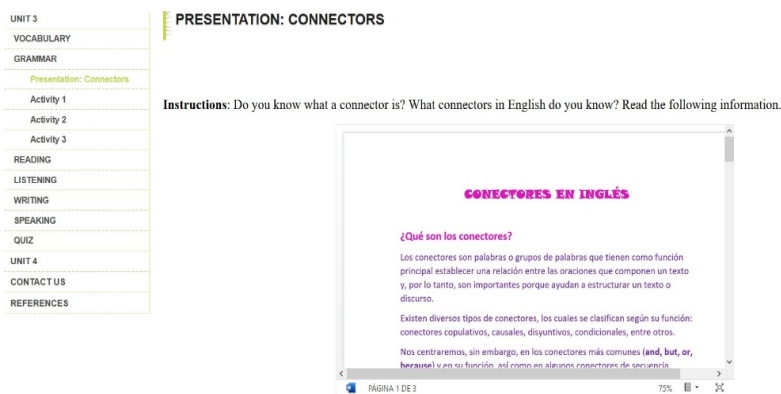 UNIT 3
VOCABULARY
GRAMMAR
Presentation: Connectors
Activity 1
Activity 2
Activity 3
READING
LISTENING
WRITING
SPEAKING
QUIZ
UNIT 4
CONTACT US
REFERENCES
PRESENTATION: CONNECTORS
Instructions: Do you know what a connector is? What connectors in English do you know? Read the following information.
CONECTORES EN INGLÉS
¿Qué son los conectores?
Los conectores son palabras o grupos de palabras que tienen como función
principal establecer una relación entre las oraciones que componen un texto
y, por lo tanto, son importantes porque ayudan a estructurar un texto o
discurso.
Existen diversos tipos de conectores, los cuales se clasifican según su función:
conectores copulativos, causales, disyuntivos, condicionales, entre otros.
Nos centraremos, sin embargo, en los conectores más comunes (and, but, or,
because) y en su función, así como en algunos conectores de secuencia
PÁGINA 1 DE 3
75%